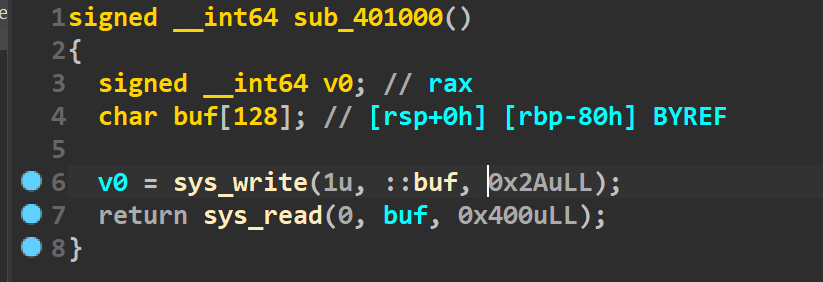 e
1 signed __int64 sub_401000()
2 {
3 signed __int64 v0; // rax
4 char buf[128]; // [rsp+0h] [rbp-80h] BYREF
5
6 v0 = sys_write(1u, ::buf, 0x2AuLL);
7 return sys_read(0, buf, 0x400uLL);
8 }